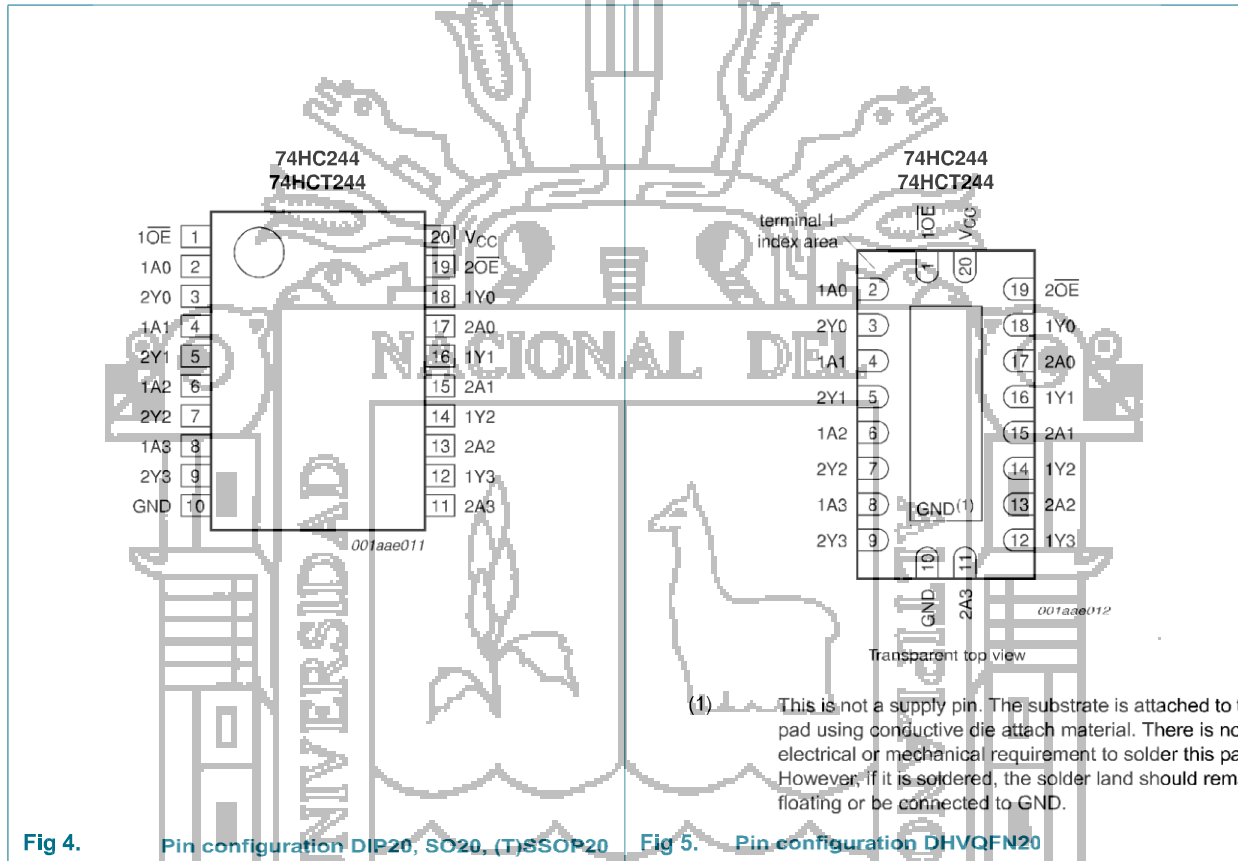 74HC244
74HCT244
1OE 1
1A0 2
2Y0 3
1A1 4
2Y1 5
1A2 6
2Y2 7
1A3 8
2Y3 9
GND 10
20 VCC
19 2OE
18 1Y0
17 2A0
16 1Y1
15 2A1
14 1Y2
13 2A2
12 1Y3
11 2A3
001aae011
Fig 4. Pin configuration DIP20, SO20, (T)SSOP20
74HC244
74HCT244
terminal 1
index area
1OE
VCC
1
20
1A0 2
2Y0 3
1A1 4
2Y1 5
1A2 6
2Y2 7
1A3 8
2Y3 9
19 2OE
18 1Y0
17 2A0
16 1Y1
15 2A1
14 1Y2
13 2A2
12 1Y3
GND(1)
10
11
GND
2A3
001aae012
Transparent top view
(1) This is not a supply pin. The substrate is attached to
pad using conductive die attach material. There is no
electrical or mechanical requirement to solder this
However, if it is soldered, the solder land should
floating or be connected to GND.
Fig 5. Pin configuration DHVQFN20
NACIONAL DEL
UNIVERSIDAD
ALTIPLANO